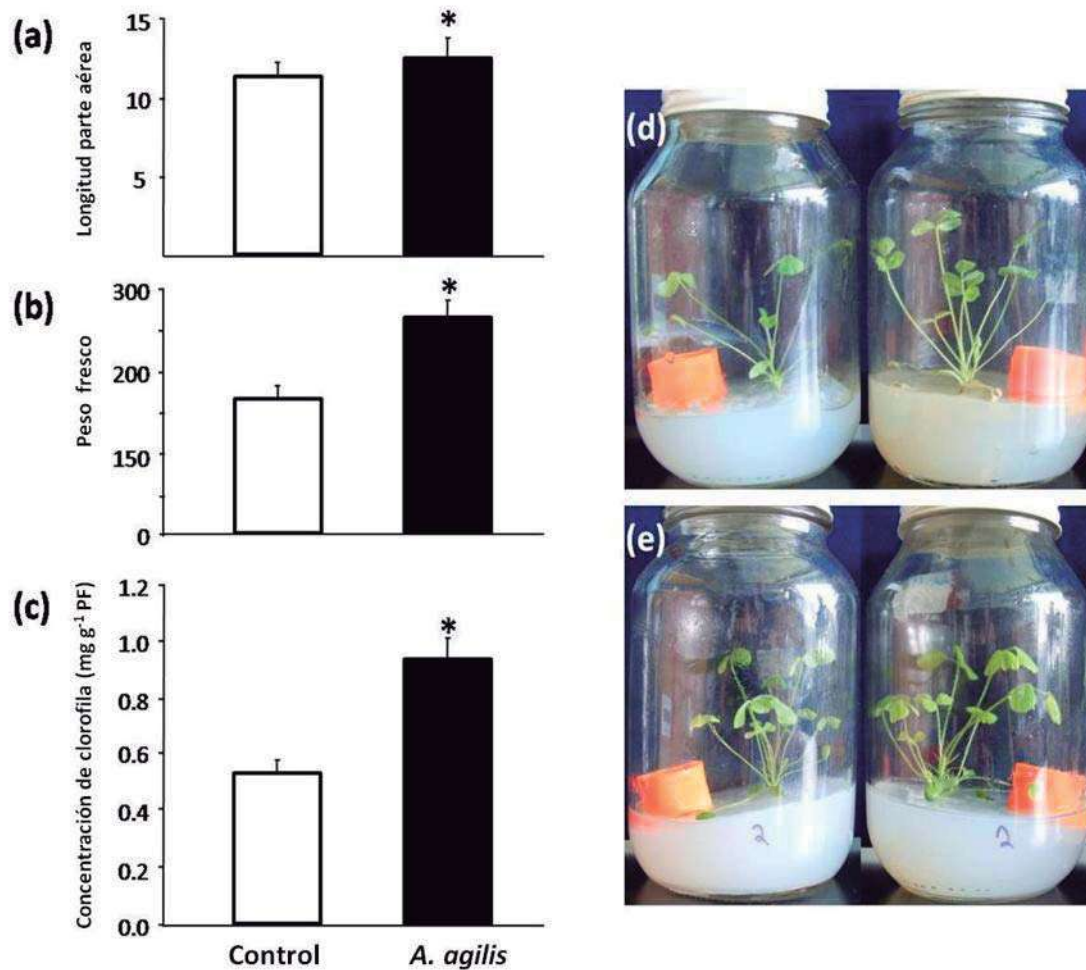 (a)
Longitud parte aérea
15
10
5
*
(b)
Peso fresco
300
200
150
0
*
(c)
Concentración de clorofila (mg g⁻¹ PF)
1.2
1.0
0.8
0.6
0.4
0.2
0.0
*
Control
A. agilis
(d)
(e)
2
2